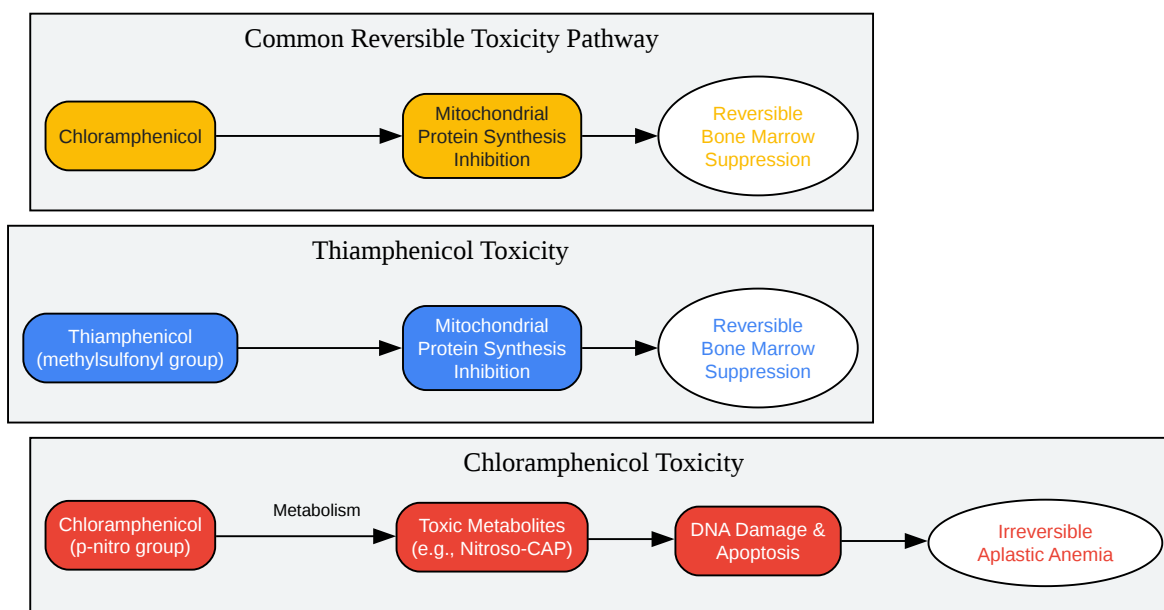 Common Reversible Toxicity Pathway
Chloramphenicol
Mitochondrial
Protein Synthesis
Inhibition
Reversible
Bone Marrow
Suppression
Thiamphenicol Toxicity
Thiamphenicol
(methylsulfonyl group)
Mitochondrial
Protein Synthesis
Inhibition
Reversible
Bone Marrow
Suppression
Chloramphenicol Toxicity
Chloramphenicol
(p-nitro group)
Metabolism
Toxic Metabolites
(e.g., Nitroso-CAP)
DNA Damage &
Apoptosis
Irreversible
Aplastic Anemia